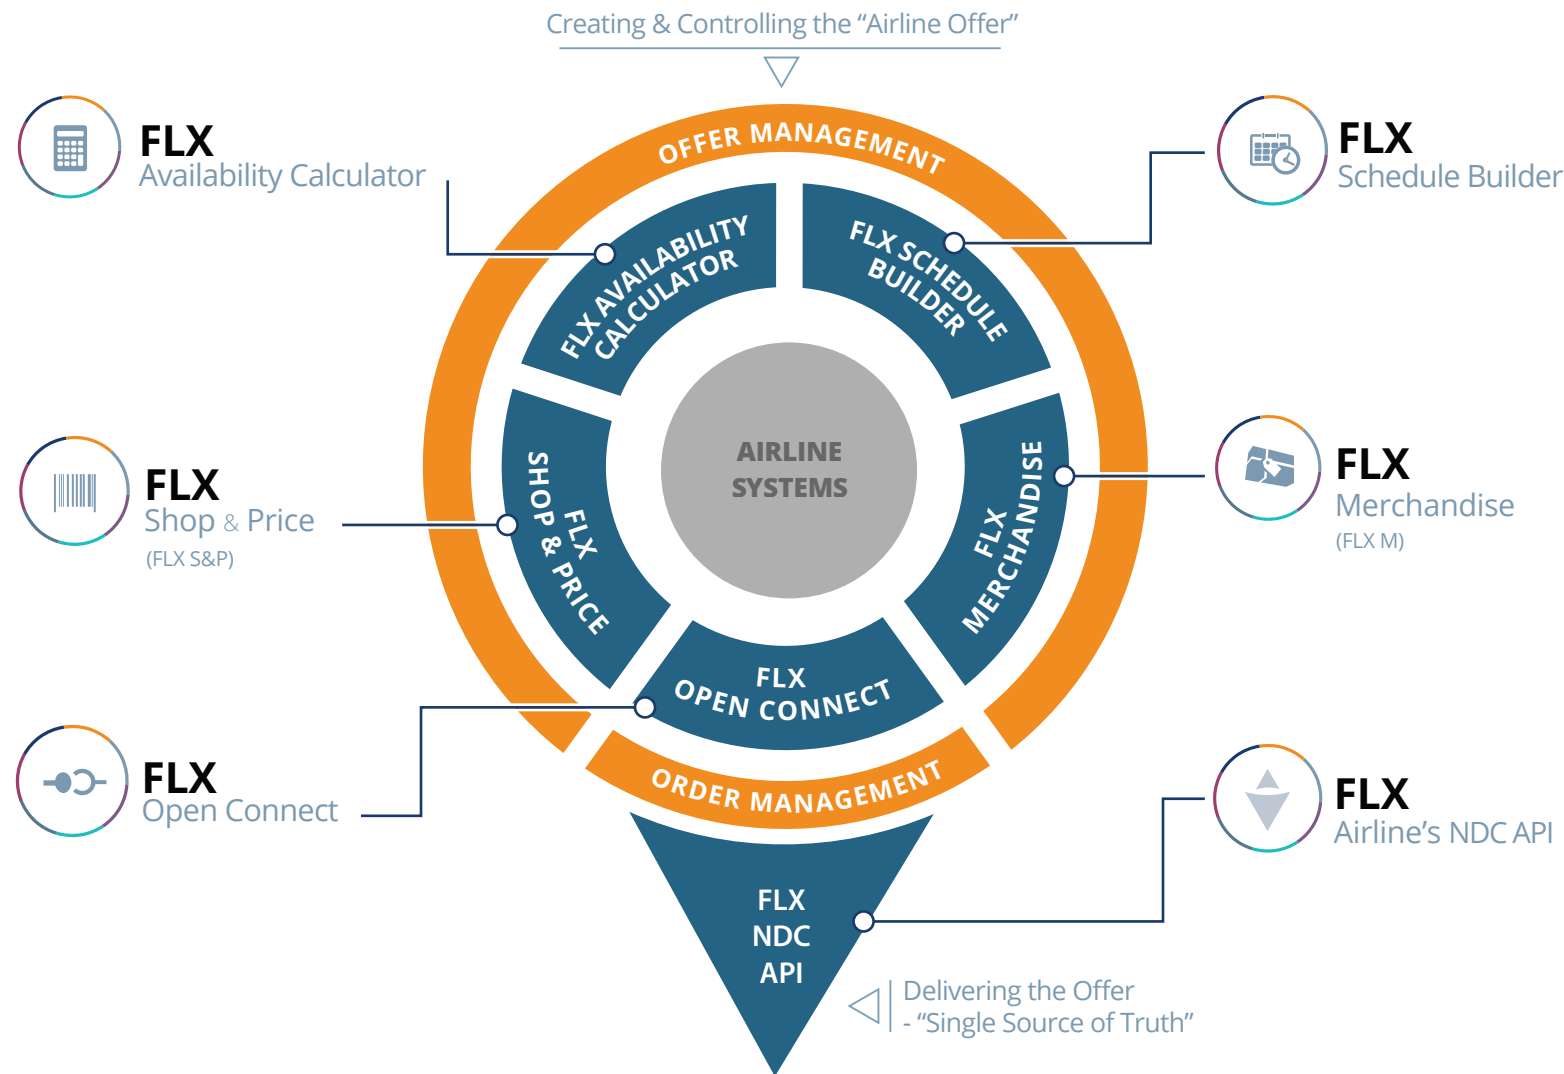 Creating & Controlling the “Airline Offer”
FLX
Availability Calculator
FLX
Schedule Builder
OFFER MANAGEMENT
FLX AVAILABILITY
CALCULATOR
FLX SCHEDULE
BUILDER
AIRLINE
SYSTEMS
FLX
Shop & Price
(FLX S&P)
FLX
SHOP & PRICE
FLX
MERCHANDISE
FLX
Merchandise
(FLX M)
FLX
OPEN CONNECT
FLX
Open Connect
ORDER MANAGEMENT
FLX
Airline’s NDC API
FLX
NDC
API
Delivering the Offer
- “Single Source of Truth”